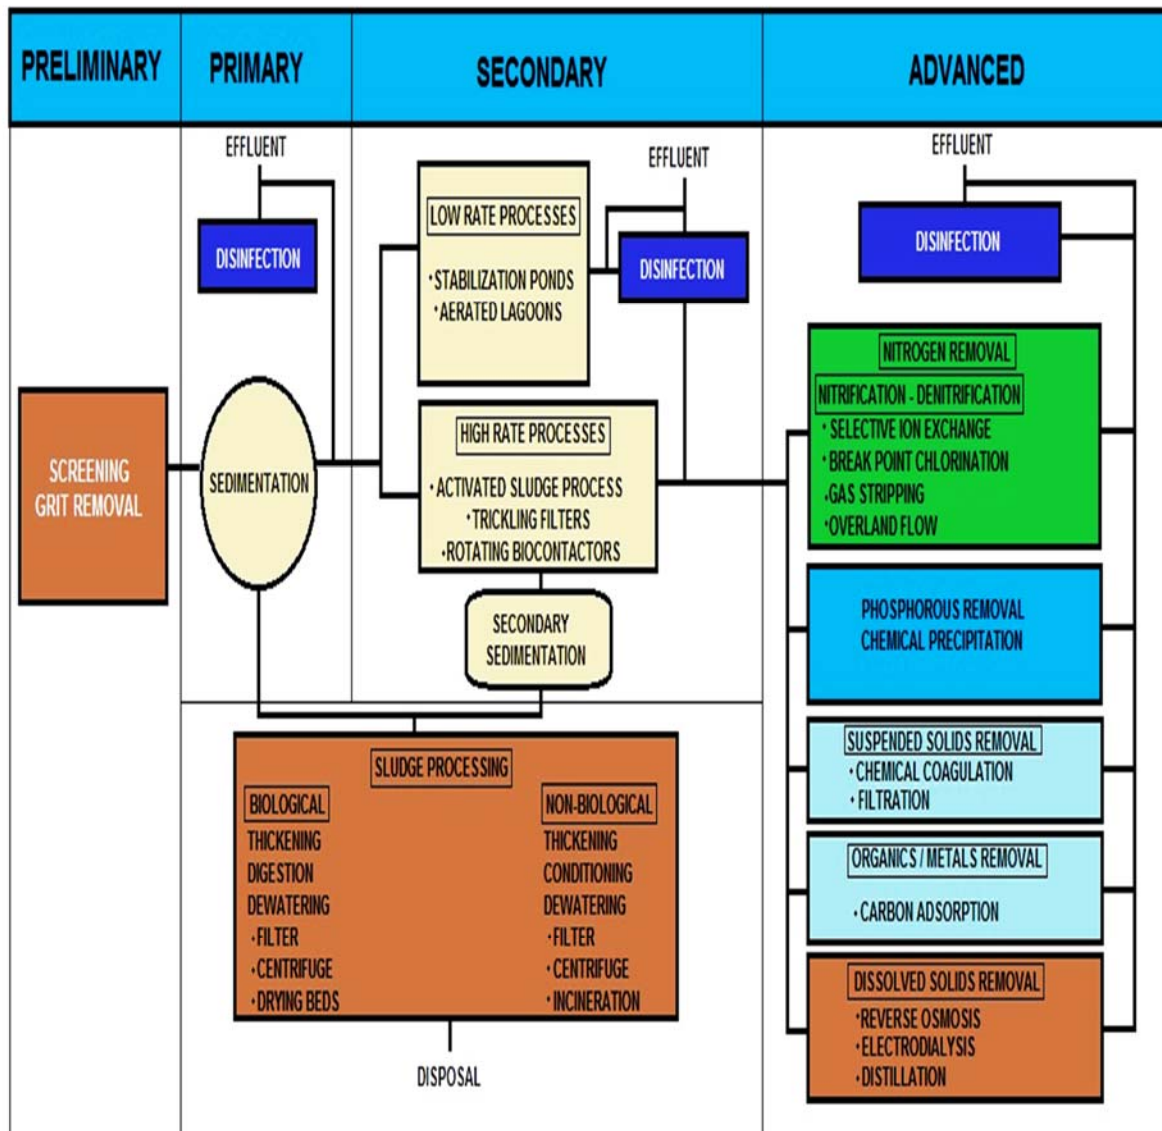 PRELIMINARY
PRIMARY
SECONDARY
ADVANCED
SCREENING
GRIT REMOVAL
EFFLUENT
DISINFECTION
SEDIMENTATION
LOW RATE PROCESSES
• STABILIZATION PONDS
• AERATED LAGOONS
EFFLUENT
DISINFECTION
HIGH RATE PROCESSES
• ACTIVATED SLUDGE PROCESS
• TRICKLING FILTERS
• ROTATING BIOCONTACTORS
SECONDARY
SEDIMENTATION
SLUDGE PROCESSING
BIOLOGICAL
THICKENING
DIGESTION
DEWATERING
• FILTER
• CENTRIFUGE
• DRYING BEDS
NON-BIOLOGICAL
THICKENING
CONDITIONING
DEWATERING
• FILTER
• CENTRIFUGE
• INCINERATION
DISPOSAL
EFFLUENT
DISINFECTION
NITROGEN REMOVAL
NITRIFICATION - DENITRIFICATION
• SELECTIVE ION EXCHANGE
• BREAK POINT CHLORINATION
• GAS STRIPPING
• OVERLAND FLOW
PHOSPHOROUS REMOVAL
CHEMICAL PRECIPITATION
SUSPENDED SOLIDS REMOVAL
• CHEMICAL COAGULATION
• FILTRATION
ORGANICS / METALS REMOVAL
• CARBON ADSORPTION
DISSOLVED SOLIDS REMOVAL
• REVERSE OSMOSIS
• ELECTRODIALYSIS
• DISTILLATION